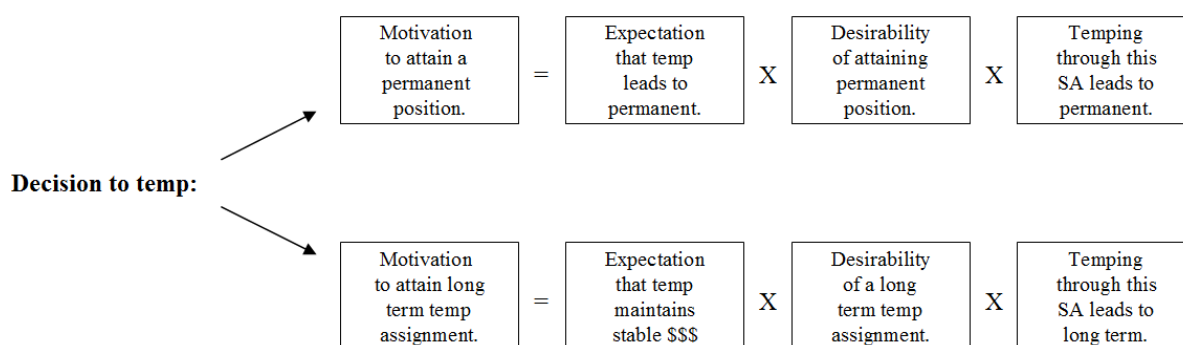 Motivation
to attain a
permanent
position.
=
Expectation
that temp
leads to
permanent.
X
Desirability
of attaining
permanent
position.
X
Temping
through this
SA leads to
permanent.
Decision to temp:
Motivation
to attain long
term temp
assignment.
=
Expectation
that temp
maintains
stable $$$
X
Desirability
of a long
term temp
assignment.
X
Temping
through this
SA leads to
long term.